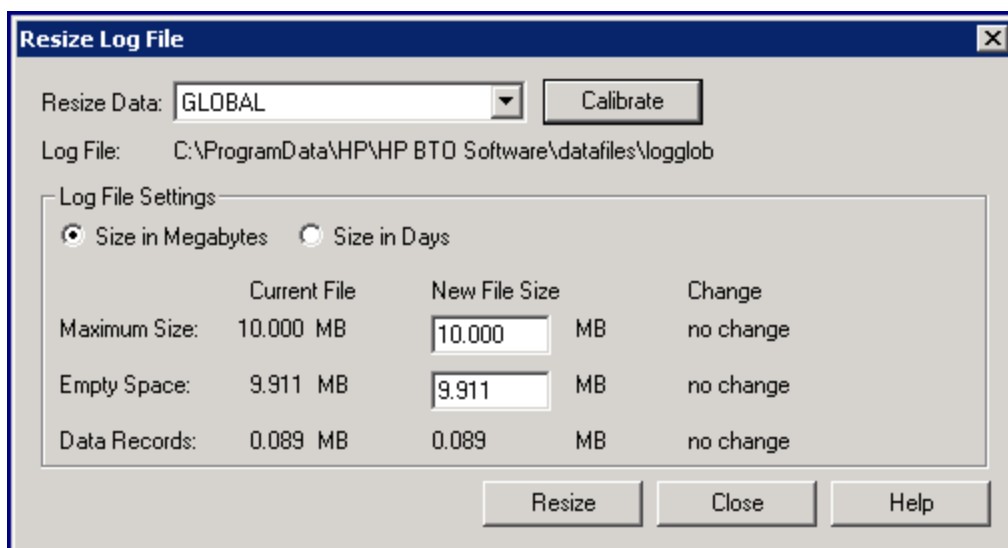 Resize Log File
Resize Data: GLOBAL Calibrate
Log File: C:\ProgramData\HP\HP BTO Software\datafiles\logglob
Log File Settings
Size in Megabytes Size in Days
Current File New File Size Change
Maximum Size: 10.000 MB 10.000 MB no change
Empty Space: 9.911 MB 9.911 MB no change
Data Records: 0.089 MB 0.089 MB no change
Resize Close Help